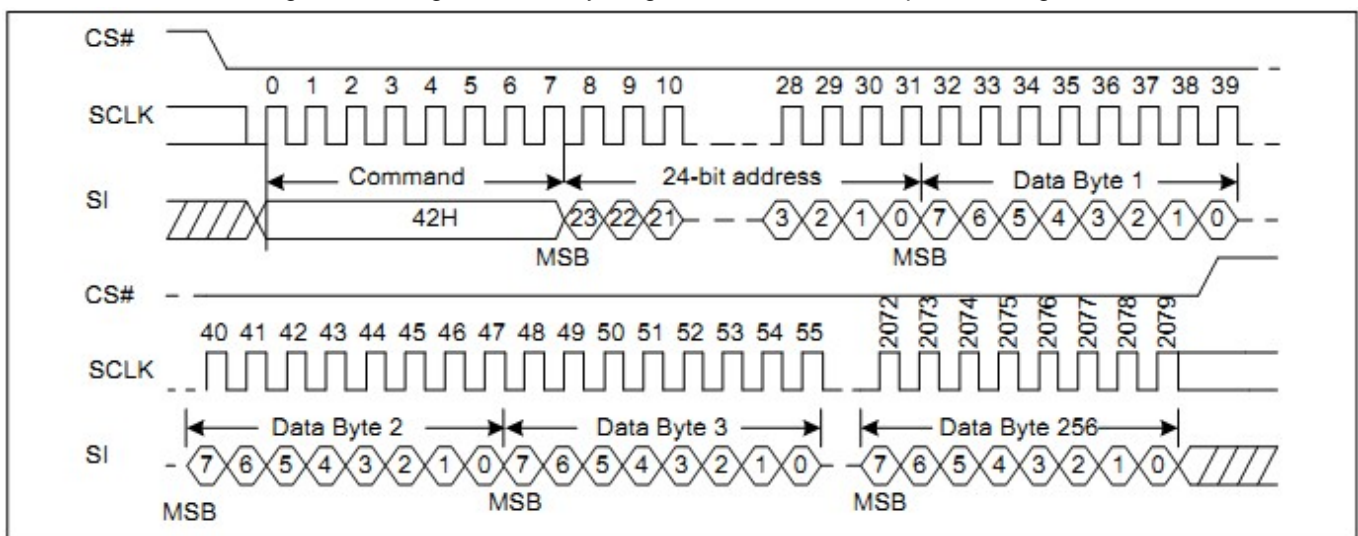 CS#
0 1 2 3 4 5 6 7 8 9 10 28 29 30 31 32 33 34 35 36 37 38 39
SCLK
Command 24-bit address Data Byte 1
SI
42H 23 22 21 3 2 1 0 7 6 5 4 3 2 1 0
MSB MSB
CS#
2072 2073 2074 2075 2076 2077 2078 2079
40 41 42 43 44 45 46 47 48 49 50 51 52 53 54 55
SCLK
Data Byte 2 Data Byte 3 Data Byte 256
SI
7 6 5 4 3 2 1 0 7 6 5 4 3 2 1 0 7 6 5 4 3 2 1 0
MSB MSB MSB